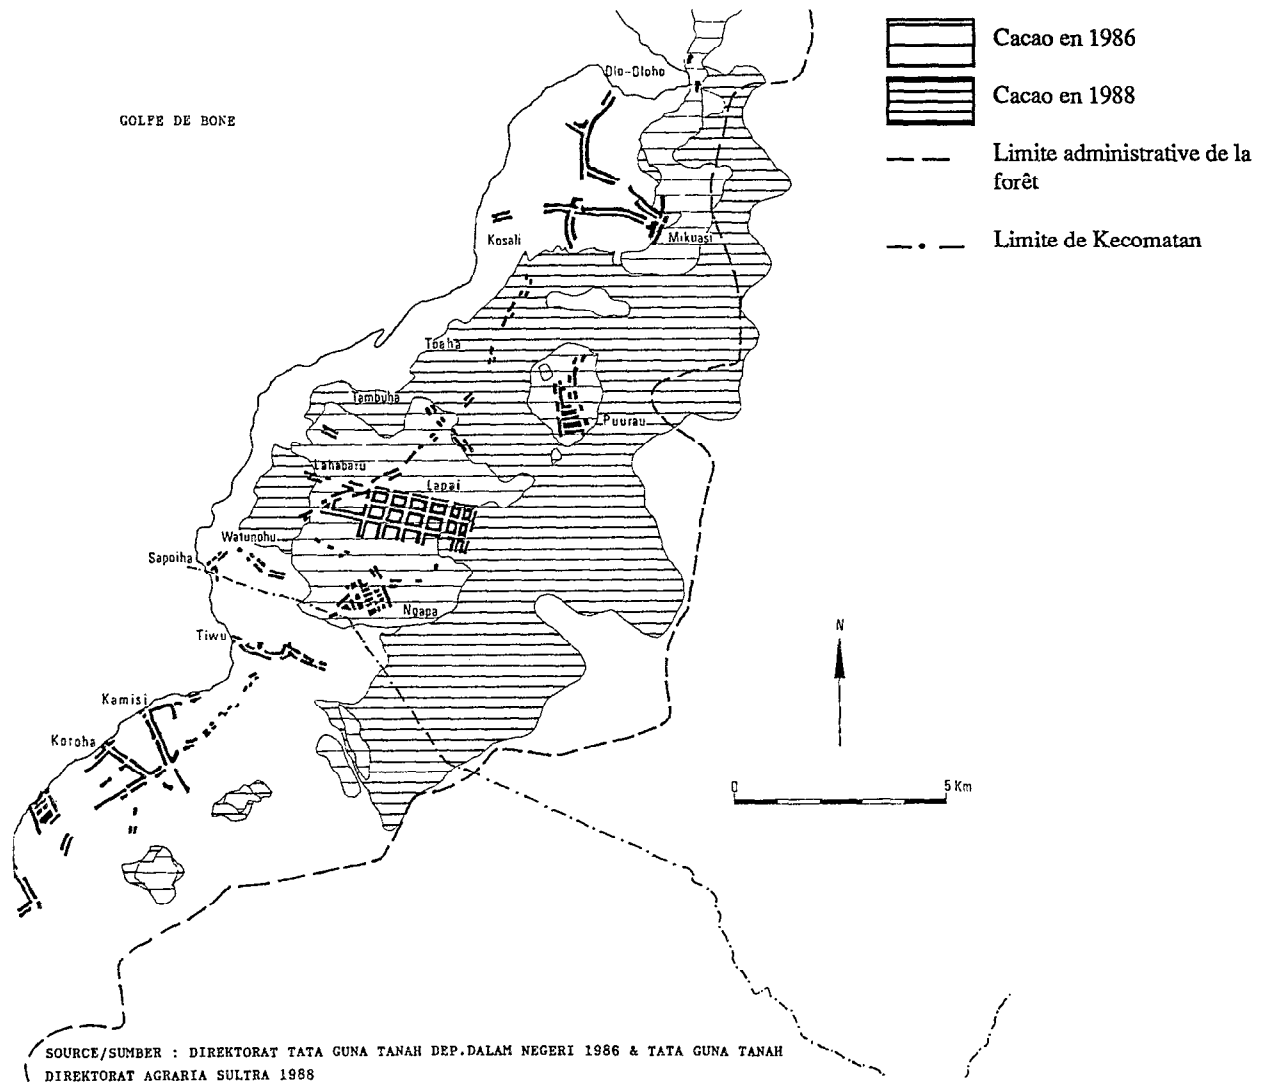 Cacao en 1986
Cacao en 1988
Limite administrative de la
forêt
Limite de Kecomatan
GOLFE DE BONE
Dlo-Oloho
Kosali
Mikuasi
Toaha
Tambuha
Puurau
Lahabaru
Lapai
Watunohu
Sapoiha
Ngapa
Tiwu
Kamisi
Koroha
N
0 5 Km
SOURCE/SUMBER : DIREKTORAT TATA GUNA TANAH DEP.DALAM NEGERI 1986 & TATA GUNA TANAH
DIREKTORAT AGRARIA SULTRA 1988